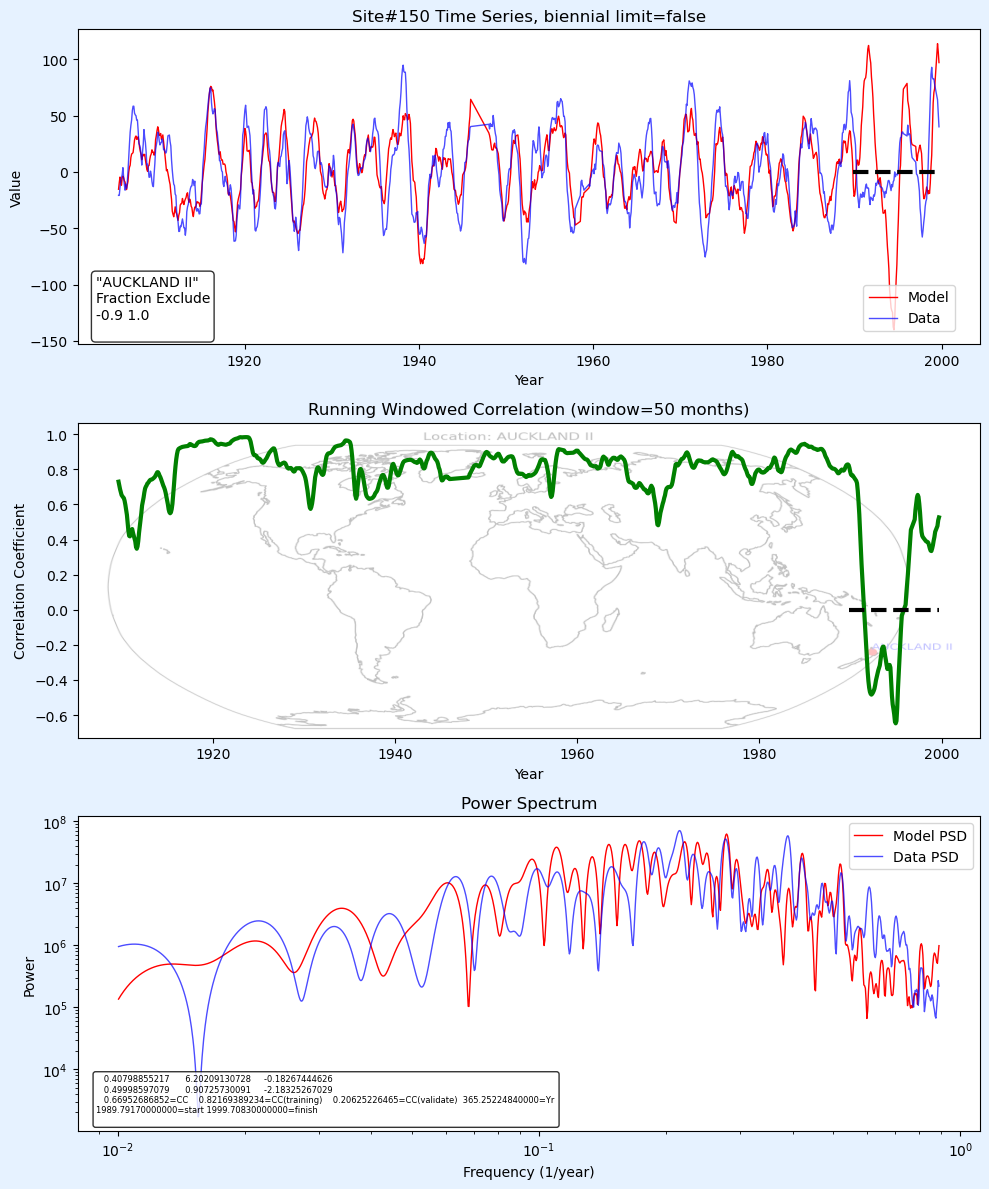 Site#150 Time Series, biennial limit=false
Value
100
50
0
−50
−100
−150
"AUCKLAND II"
Fraction Exclude
-0.9 1.0
Model
Data
1920
1940
1960
1980
2000
Year
Running Windowed Correlation (window=50 months)
Location: AUCKLAND II
Correlation Coefficient
1.0
0.8
0.6
0.4
0.2
0.0
−0.2
−0.4
−0.6
AUCKLAND II
1920
1940
1960
1980
2000
Year
Power Spectrum
Power
10^8
10^7
10^6
10^5
10^4
Model PSD
Data PSD
0.40798855217 6.20209130728 -0.18267444626
0.49998597079 0.90725730091 -2.18325267029
0.66952686852=CC 0.82169389234=CC(training) 0.20625226465=CC(validate) 365.25224840000=Yr
1989.79170000000=start 1999.70830000000=finish
10^−2
10^−1
10^0
Frequency (1/year)